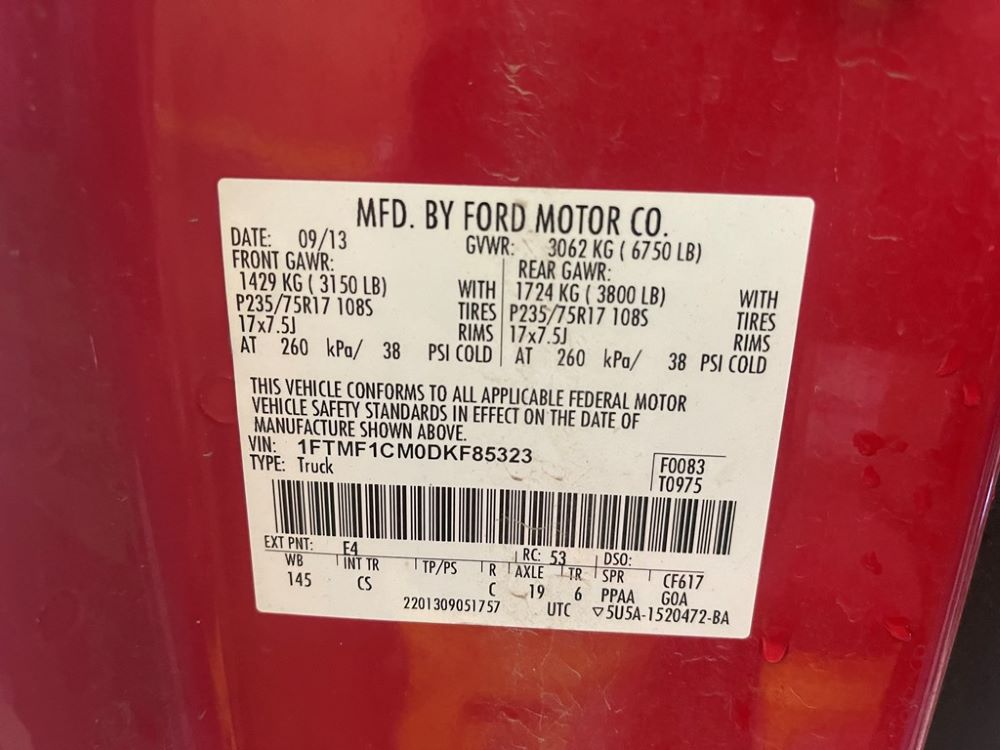 MFD. BY FORD MOTOR CO.
DATE: 09/13 GVWR: 3062 KG ( 6750 LB)
FRONT GAWR: REAR GAWR:
1429 KG ( 3150 LB) WITH 1724 KG ( 3800 LB) WITH
P235/75R17 108S TIRES P235/75R17 108S TIRES
17x7.5J RIMS 17x7.5J RIMS
AT 260 kPa/ 38 PSI COLD AT 260 kPa/ 38 PSI COLD
THIS VEHICLE CONFORMS TO ALL APPLICABLE FEDERAL MOTOR
VEHICLE SAFETY STANDARDS IN EFFECT ON THE DATE OF
MANUFACTURE SHOWN ABOVE.
VIN: 1FTMF1CM0DKF85323
TYPE: Truck
F0083
T0975
EXT PNT: E4 RC: 53 DSO:
WB INT TR TP/PS R AXLE TR SPR CF617
145 CS C 19 6 PPAA GOA
2201309051757 UTC ▽5U5A-1520472-BA